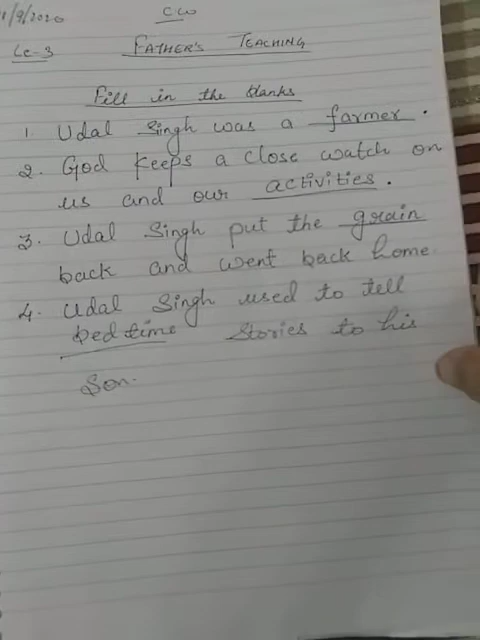 1/9/2020
CW
Le-3
FATHER'S TEACHING
Fill in the blanks
1. Udal Singh was a farmer.
2. God keeps a close watch on
us and our activities.
3. Udal Singh put the grain
back and went back home.
4. Udal Singh used to tell
bedtime Stories to his
Son.